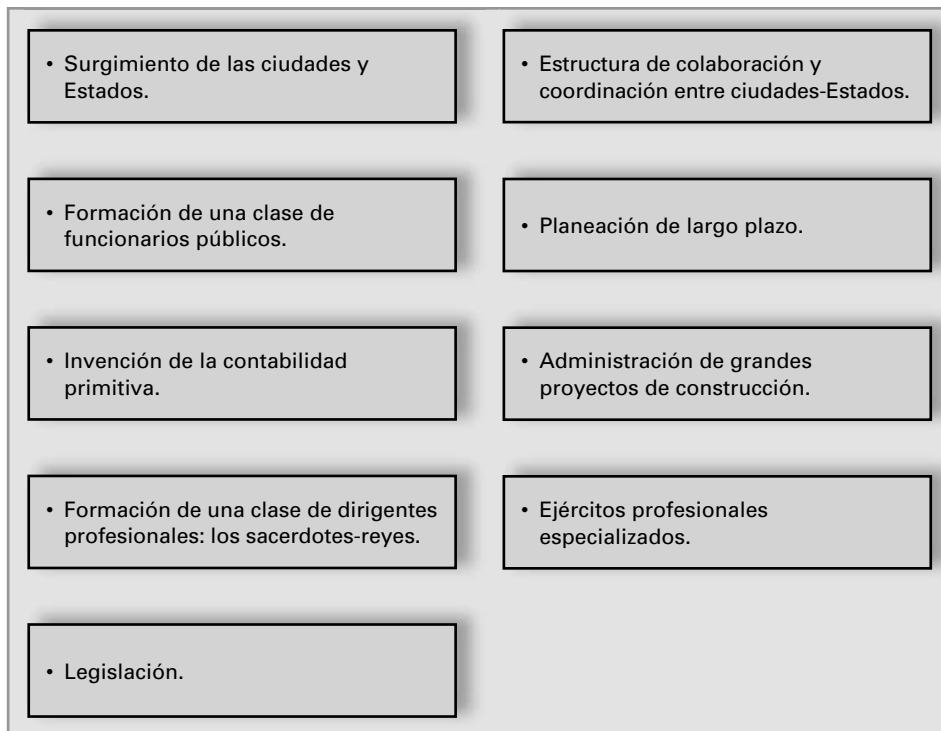 • Surgimiento de las ciudades y
Estados.
• Estructura de colaboración y
coordinación entre ciudades-Estados.
• Formación de una clase de
funcionarios públicos.
• Planeación de largo plazo.
• Invención de la contabilidad
primitiva.
• Administración de grandes
proyectos de construcción.
• Formación de una clase de dirigentes
profesionales: los sacerdotes-reyes.
• Ejércitos profesionales
especializados.
• Legislación.